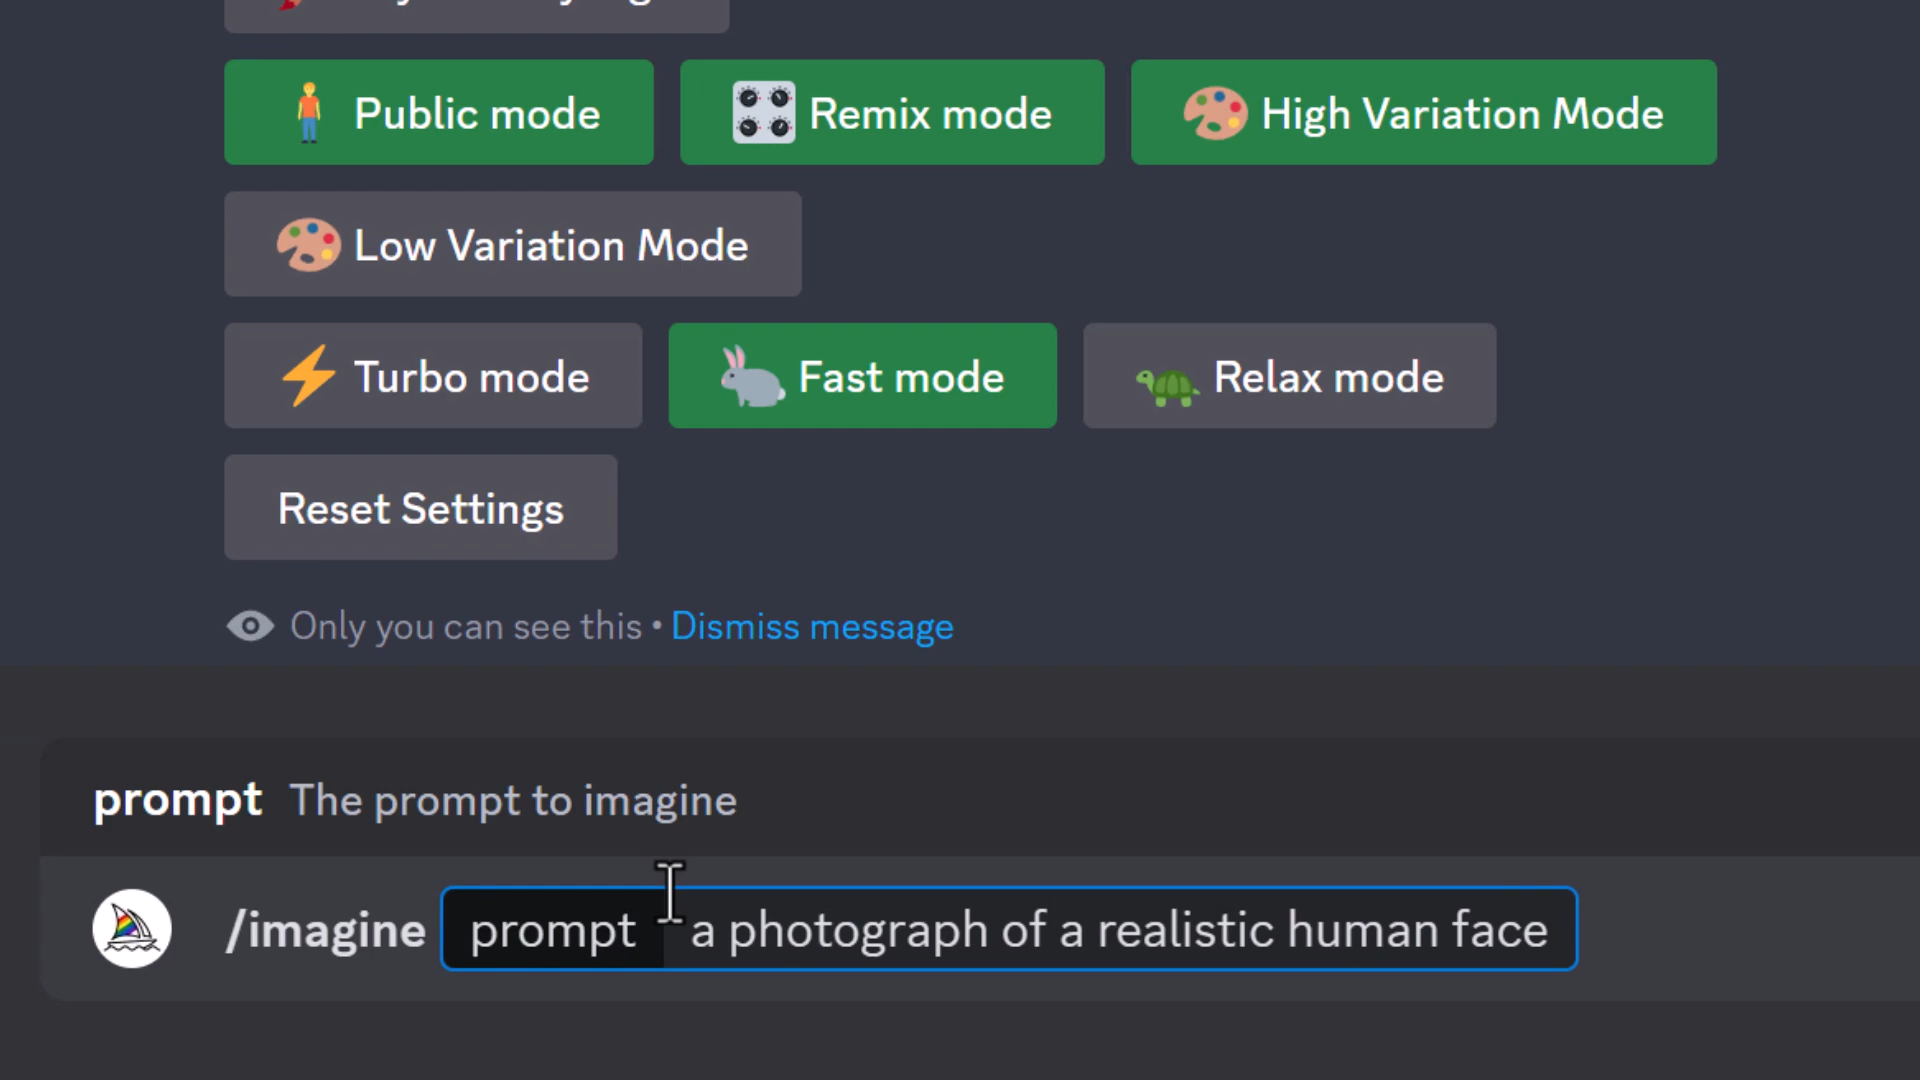 Public mode Remix mode High Variation Mode
Low Variation Mode
Turbo mode Fast mode Relax mode
Reset Settings
Only you can see this • Dismiss message
prompt The prompt to imagine
/imagine prompt a photograph of a realistic human face